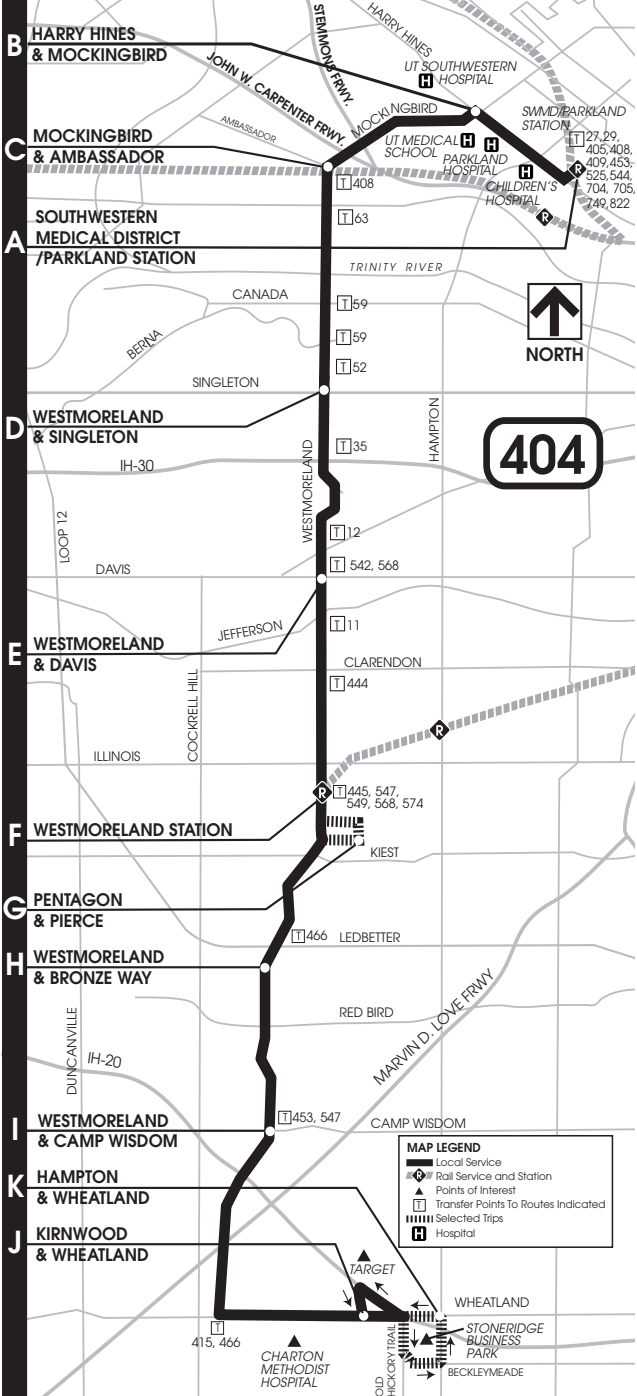 B
HARRY HINES
& MOCKINGBIRD
STEMMONS FRWY.
HARRY HINES
JOHN W. CARPENTER FRWY.
UT SOUTHWESTERN
H HOSPITAL
MOCKINGBIRD
AMBASSADOR
SWMD/PARKLAND
STATION
T 27,29,
405,408,
409,453,
525,544,
704, 705,
749,822
UT MEDICAL H
SCHOOL
H
PARKLAND
HOSPITAL
H
CHILDREN'S
HOSPITAL
R
R
C
MOCKINGBIRD
& AMBASSADOR
T 408
T 63
A
SOUTHWESTERN
MEDICAL DISTRICT
/PARKLAND STATION
TRINITY RIVER
CANADA
T 59
BERNA
T 59
T 52
NORTH
SINGLETON
D
WESTMORELAND
& SINGLETON
HAMPTON
404
WESTMORELAND
T 35
IH-30
LOOP 12
T 12
T 542, 568
DAVIS
JEFFERSON
T 11
E
WESTMORELAND
& DAVIS
CLARENDON
COCKRELL HILL
T 444
R
ILLINOIS
R
T 445, 547,
549, 568, 574
F
WESTMORELAND STATION
KIEST
G
PENTAGON
& PIERCE
T 466
LEDBETTER
H
WESTMORELAND
& BRONZE WAY
RED BIRD
MARVIN D. LOVE FRWY
DUNCANVILLE
IH-20
I
WESTMORELAND
& CAMP WISDOM
T 453, 547
CAMP WISDOM
MAP LEGEND
Local Service
R Rail Service and Station
Points of Interest
T Transfer Points To Routes Indicated
Selected Trips
H Hospital
K
HAMPTON
& WHEATLAND
J
KIRNWOOD
& WHEATLAND
TARGET
WHEATLAND
T
415, 466
CHARTON
METHODIST
HOSPITAL
OLD
HICKORY TRAIL
STONERIDGE
BUSINESS
PARK
BECKLEYMEADE